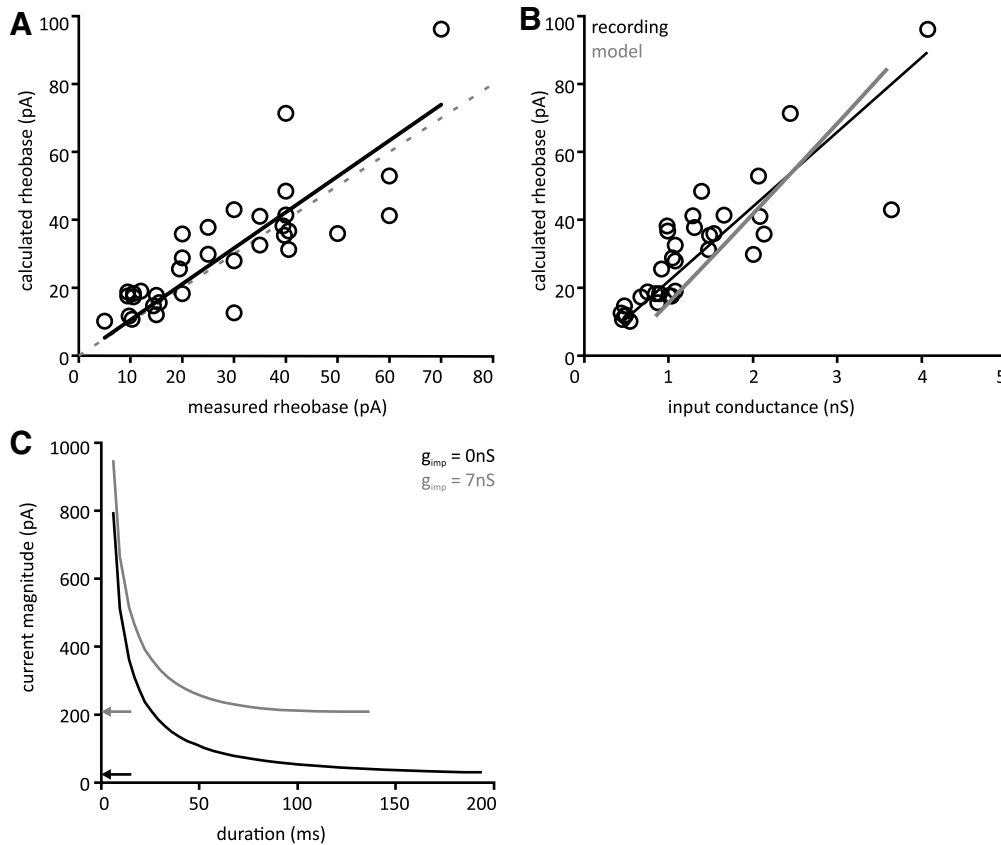 A
calculated rheobase (pA)
100
80
60
40
20
0
0 10 20 30 40 50 60 70 80
measured rheobase (pA)
B
recording
model
calculated rheobase (pA)
100
80
60
40
20
0
0 1 2 3 4 5
input conductance (nS)
C
gimp = 0nS
gimp = 7nS
current magnitude (pA)
1000
800
600
400
200
0
0 50 100 150 200
duration (ms)